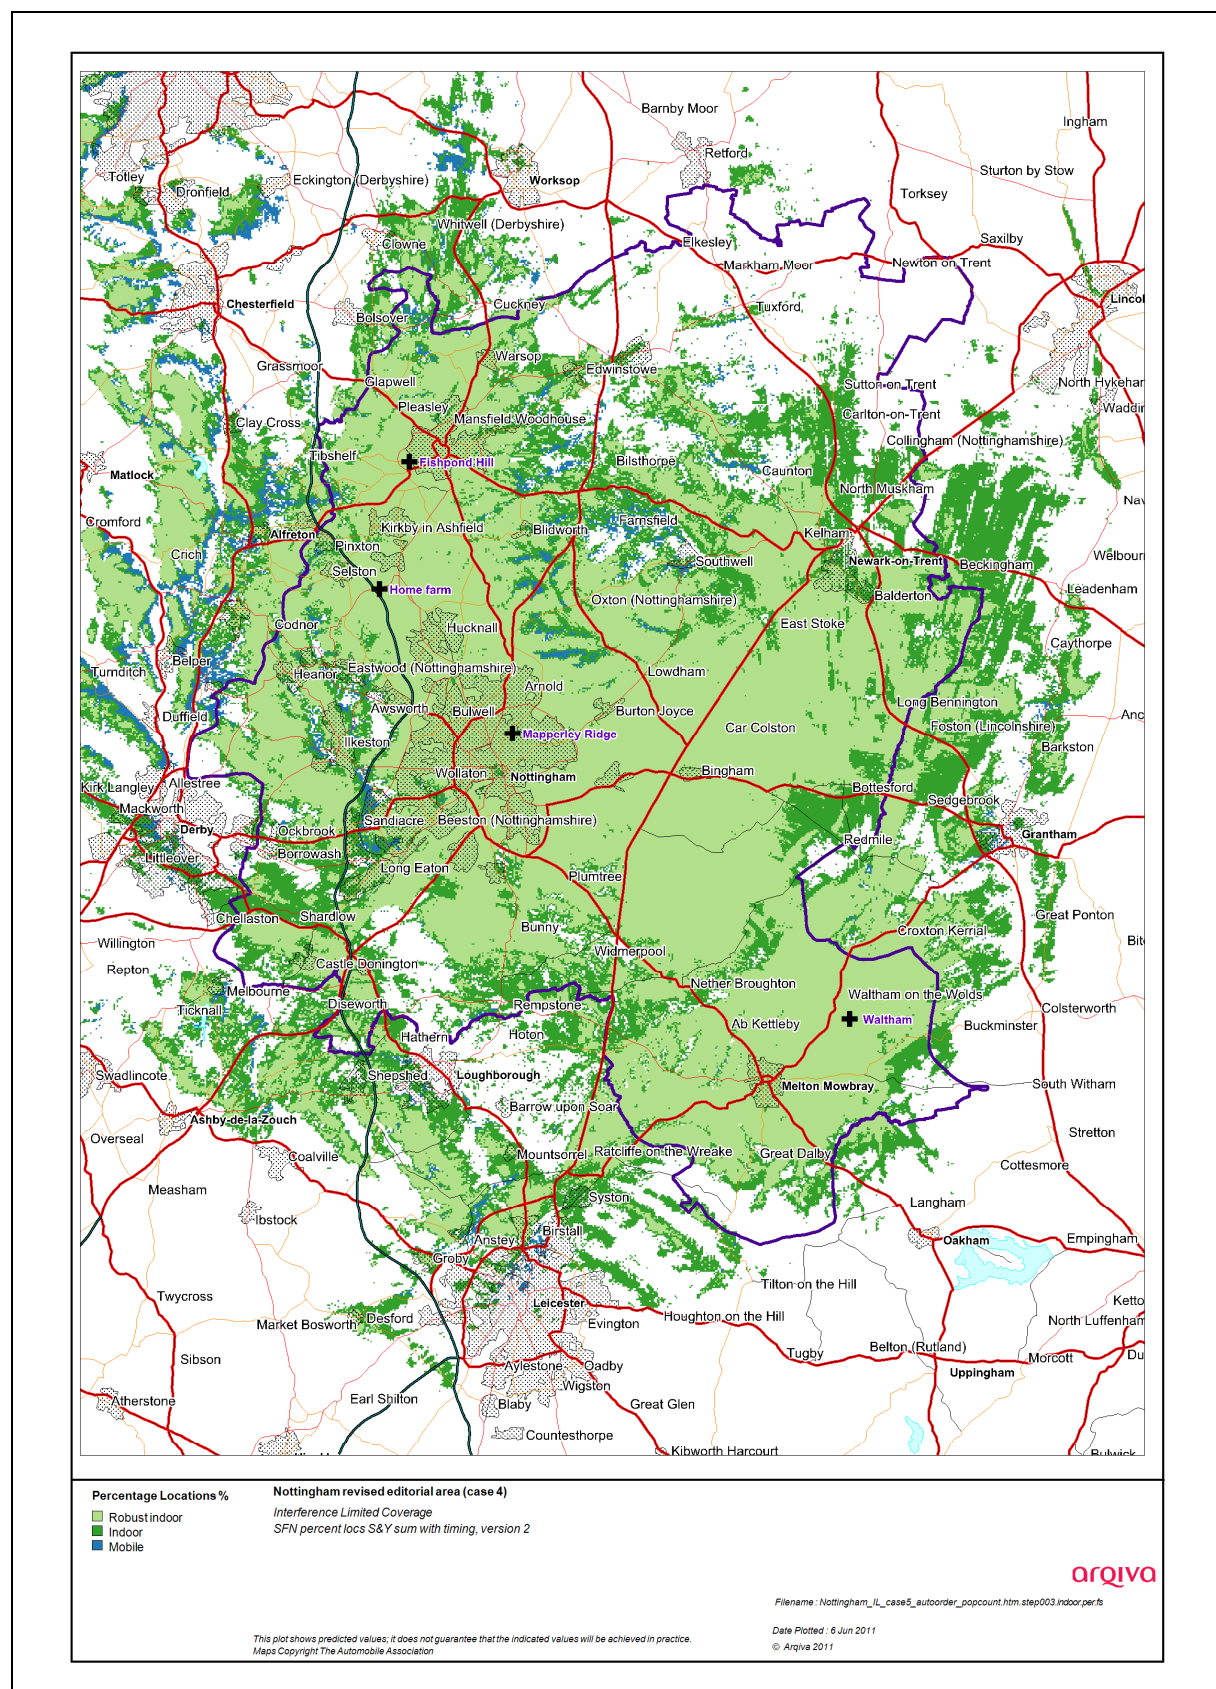 Barnby Moor
Ingham
Retford
Totley
Dronfield
Eckington (Derbyshire)
Worksop
Sturton by Stow
Torksey
Whitwell (Derbyshire)
Clowne
Elkesley
Saxilby
Markham Moor
Newton on Trent
Chesterfield
Cuckney
Tuxford
Lincol
Bolsover
Grassmoor
Warsop
Edwinstowe
Glapwell
Sutton on Trent
North Hykeham
Pleasley
Waddin
Clay Cross
Mansfield Woodhouse
Carlton-on-Trent
Collingham (Nottinghamshire)
Tibshelf
Fishpond Hill
Bilsthorpe
Caunton
Matlock
North Muskham
Nav
Cromford
Farnsfield
Alfreton
Kirkby in Ashfield
Blidworth
Kelham
Crich
Pinxton
Southwell
Newark-on-Trent
Beckingham
Welbourn
Selston
Home farm
Oxton (Nottinghamshire)
Balderton
Leadenham
Codnor
Hucknall
East Stoke
Caythorpe
Belper
Turnditch
Heanor
Eastwood (Nottinghamshire)
Lowdham
Arnold
Duffield
Awsworth
Bulwell
Burton Joyce
Long Bennington
Anc
Ilkeston
Mapperley Ridge
Car Colston
Foston (Lincolnshire)
Barkston
Kirk Langley
Allestree
Wollaton
Nottingham
Bingham
Bottesford
Mackworth
Sedgebrook
Derby
Ockbrook
Sandiacre
Beeston (Nottinghamshire)
Redmile
Grantham
Littleover
Borrowash
Long Eaton
Plumtree
Chellaston
Shardlow
Bunny
Great Ponton
Willington
Widmerpool
Croxton Kerrial
Bit
Repton
Castle Donington
Melbourne
Nether Broughton
Waltham on the Wolds
Ticknall
Diseworth
Rempstone
Colsterworth
Hathern
Hoton
Ab Kettleby
Waltham
Buckminster
Swadlincote
Shepshed
Loughborough
Melton Mowbray
South Witham
Barrow upon Soar
Ashby-de-la-Zouch
Overseal
Stretton
Coalville
Mountsorrel
Ratcliffe on the Wreake
Great Dalby
Cottesmore
Measham
Syston
Langham
Ibstock
Anstey
Birstall
Oakham
Empingham
Groby
Tilton on the Hill
Twycross
Leicester
Ketto
Market Bosworth
Desford
Evington
Houghton on the Hill
North Luffenham
Sibson
Aylestone
Oadby
Tugby
Belton (Rutland)
Morcott
Du
Wigston
Uppingham
Atherstone
Earl Shilton
Blaby
Great Glen
Countesthorpe
Kibworth Harcourt
Bulwick
Percentage Locations %
Robust indoor
Indoor
Mobile
Nottingham revised editorial area (case 4)
Interference Limited Coverage
SFN percent locs S&Y sum with timing, version 2
arqiva
Filename : Nottingham_IL_case5_autoorder_popcount.htm.step003.indoor.per.fs
Date Plotted : 6 Jun 2011
© Arqiva 2011
This plot shows predicted values; it does not guarantee that the indicated values will be achieved in practice.
Maps Copyright The Automobile Association